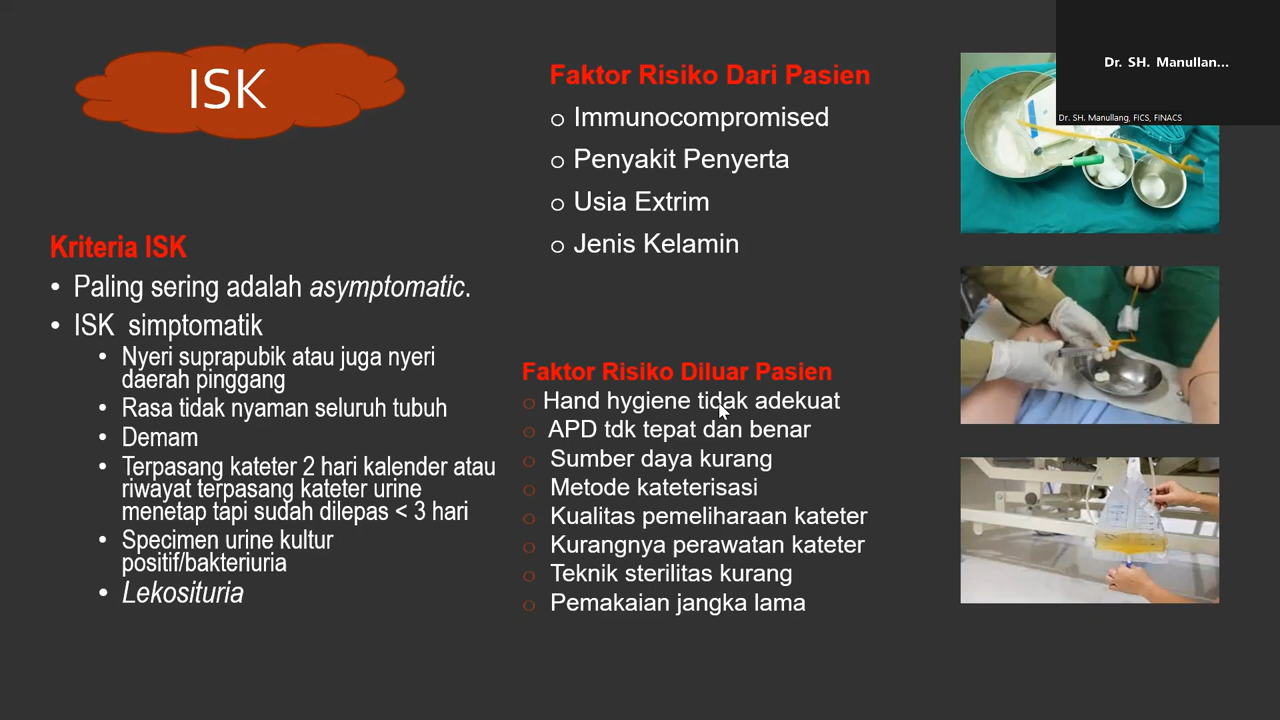 ISK
Kriteria ISK
• Paling sering adalah asymptomatic.
• ISK simptomatik
• Nyeri suprapubik atau juga nyeri
daerah pinggang
• Rasa tidak nyaman seluruh tubuh
• Demam
• Terpasang kateter 2 hari kalender atau
riwayat terpasang kateter urine
menetap tapi sudah dilepas < 3 hari
• Specimen urine kultur
positif/bakteriuria
• Lekosituria
Faktor Risiko Dari Pasien
o Immunocompromised
o Penyakit Penyerta
o Usia Extrim
o Jenis Kelamin
Faktor Risiko Diluar Pasien
o Hand hygiene tidak adekuat
o APD tdk tepat dan benar
o Sumber daya kurang
o Metode kateterisasi
o Kualitas pemeliharaan kateter
o Kurangnya perawatan kateter
o Teknik sterilitas kurang
o Pemakaian jangka lama
Dr. SH. Manullan...
Dr. SH. Manullang, FICS, FINACS